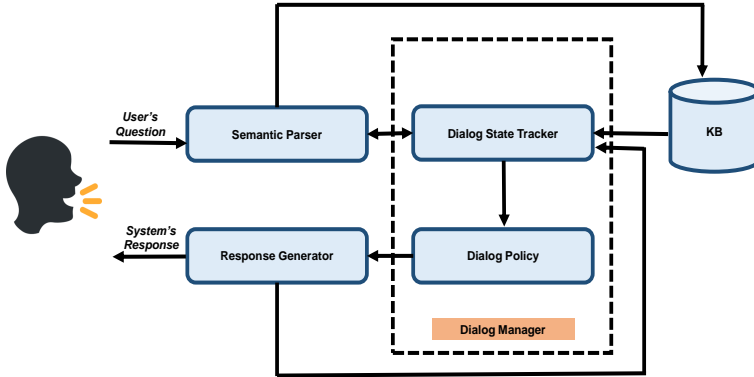 User's
Question
Semantic Parser
Dialog State Tracker
KB
System's
Response
Response Generator
Dialog Policy
Dialog Manager